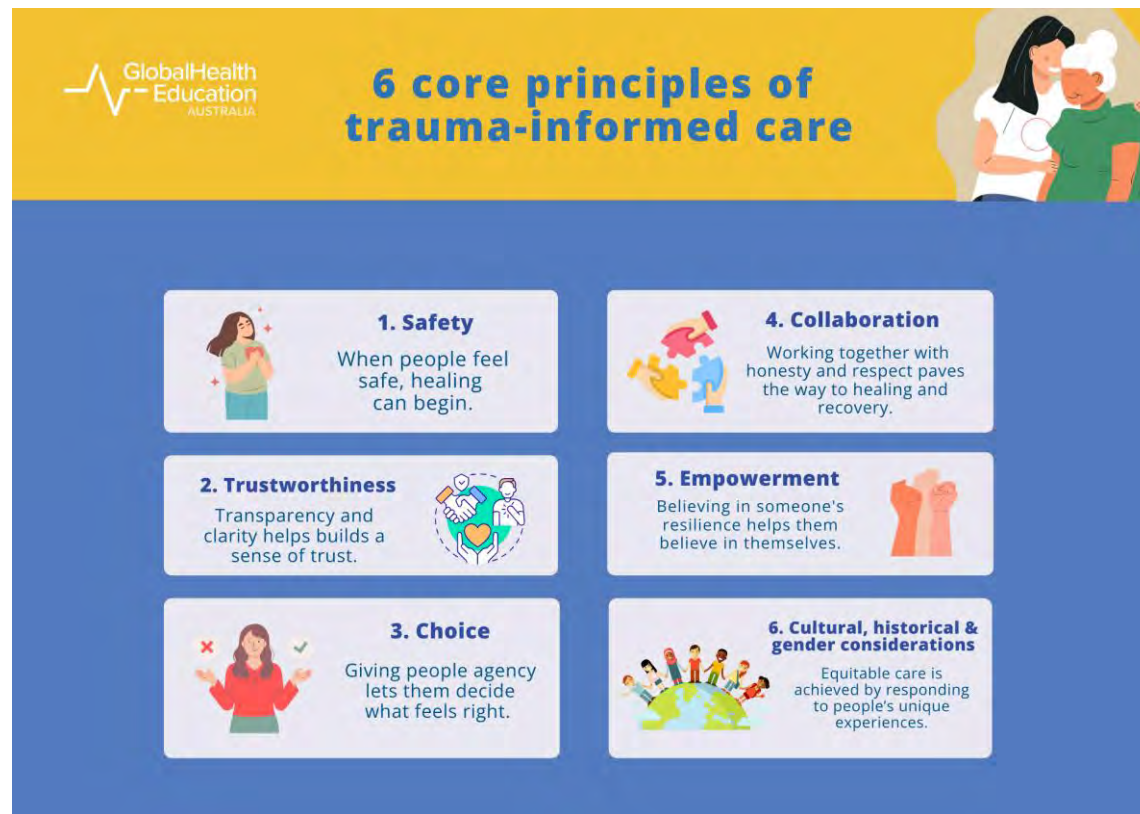 GlobalHealth
Education
AUSTRALIA
6 core principles of
trauma-informed care
1. Safety
When people feel
safe, healing
can begin.
2. Trustworthiness
Transparency and
clarity helps builds a
sense of trust.
3. Choice
Giving people agency
lets them decide
what feels right.
4. Collaboration
Working together with
honesty and respect paves
the way to healing and
recovery.
5. Empowerment
Believing in someone's
resilience helps them
believe in themselves.
6. Cultural, historical &
gender considerations
Equitable care is
achieved by responding
to people's unique
experiences.